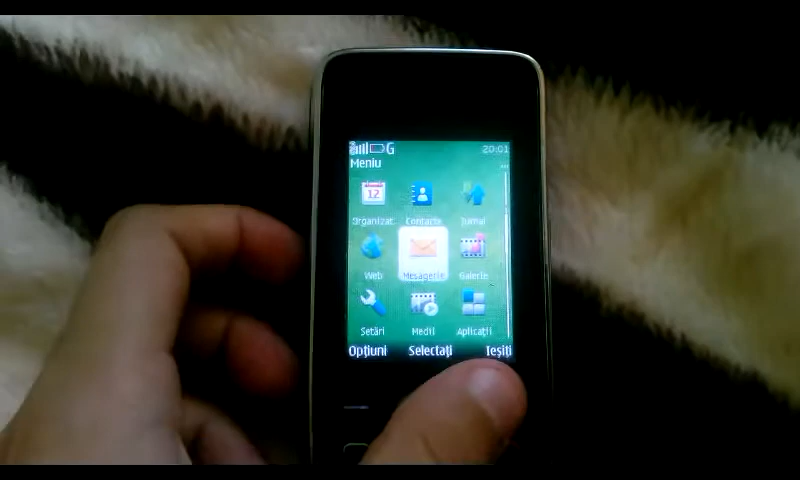 G 20:01
Meniu
12
Organizat. Contacte Jurnal
Web Mesagerie Galerie
Setări Medii Aplicații
Opțiuni Selectați Ieșiți